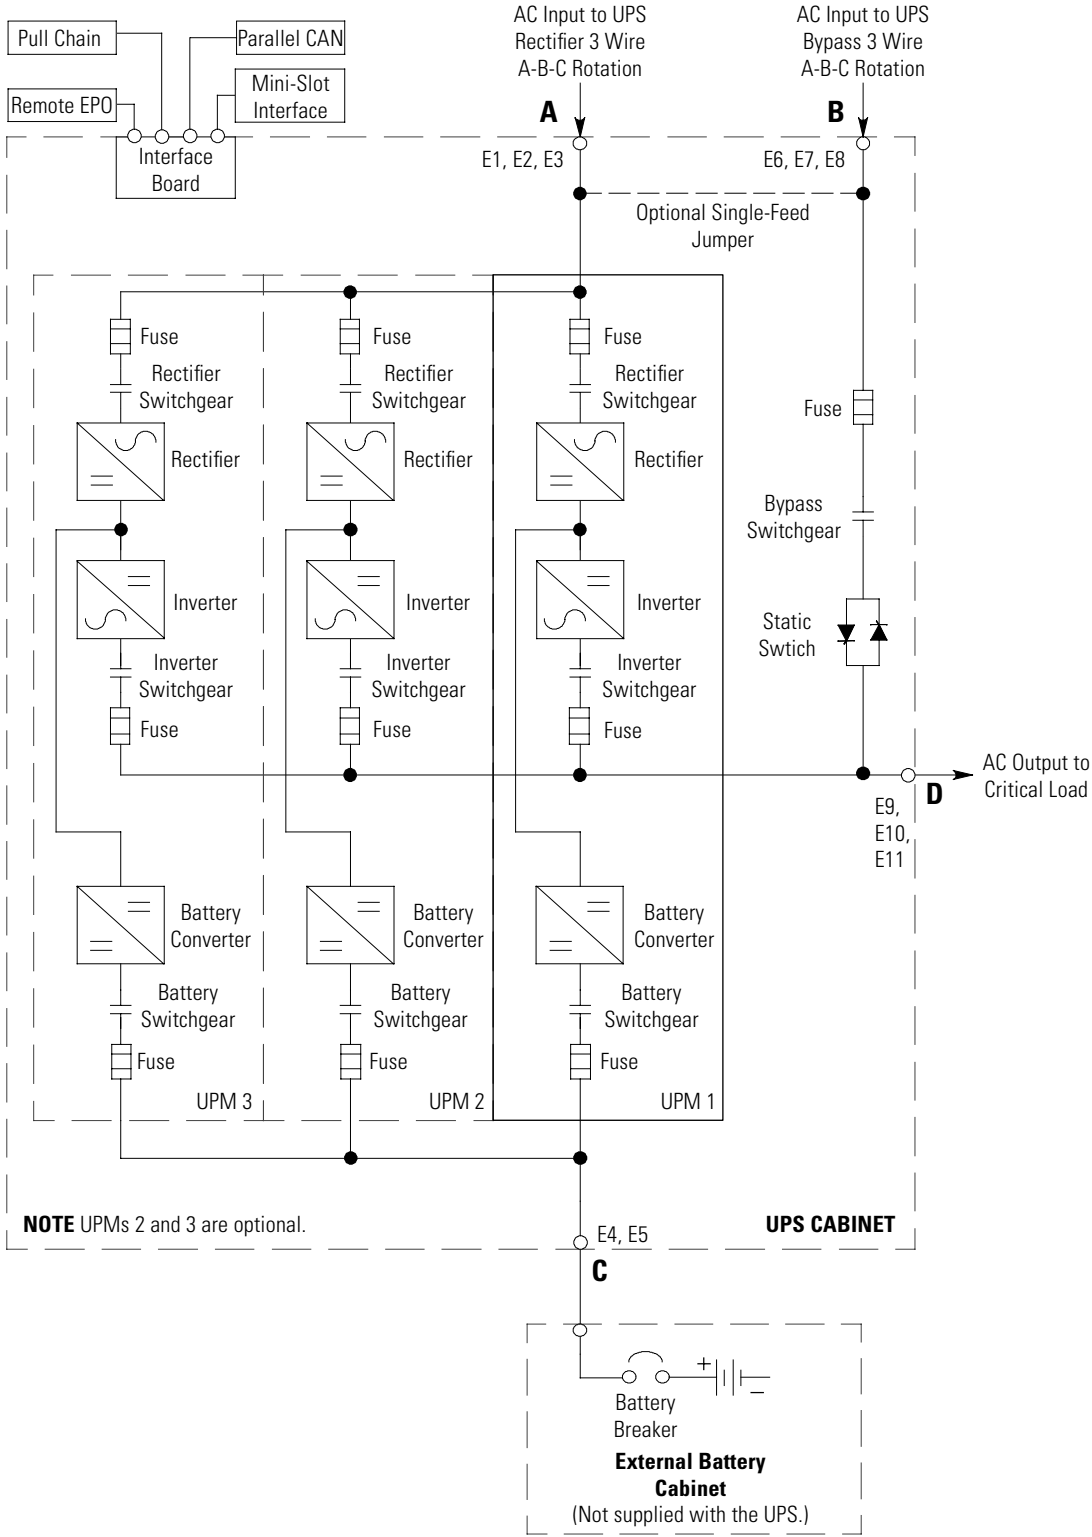 AC Input to UPS
Rectifier 3 Wire
A-B-C Rotation
AC Input to UPS
Bypass 3 Wire
A-B-C Rotation
Pull Chain
Parallel CAN
Remote EPO
Mini-Slot
Interface
A
B
Interface
Board
E1, E2, E3
E6, E7, E8
Optional Single-Feed
Jumper
Fuse
Fuse
Fuse
Rectifier
Switchgear
Rectifier
Switchgear
Rectifier
Switchgear
Fuse
Rectifier
Rectifier
Rectifier
Bypass
Switchgear
Inverter
Inverter
Inverter
Static
Swtich
Inverter
Switchgear
Inverter
Switchgear
Inverter
Switchgear
Fuse
Fuse
Fuse
AC Output to
Critical Load
D
E9,
E10,
E11
Battery
Converter
Battery
Converter
Battery
Converter
Battery
Switchgear
Battery
Switchgear
Battery
Switchgear
Fuse
Fuse
Fuse
UPM 3
UPM 2
UPM 1
NOTE UPMs 2 and 3 are optional.
UPS CABINET
E4, E5
C
+
−
Battery
Breaker
External Battery
Cabinet
(Not supplied with the UPS.)